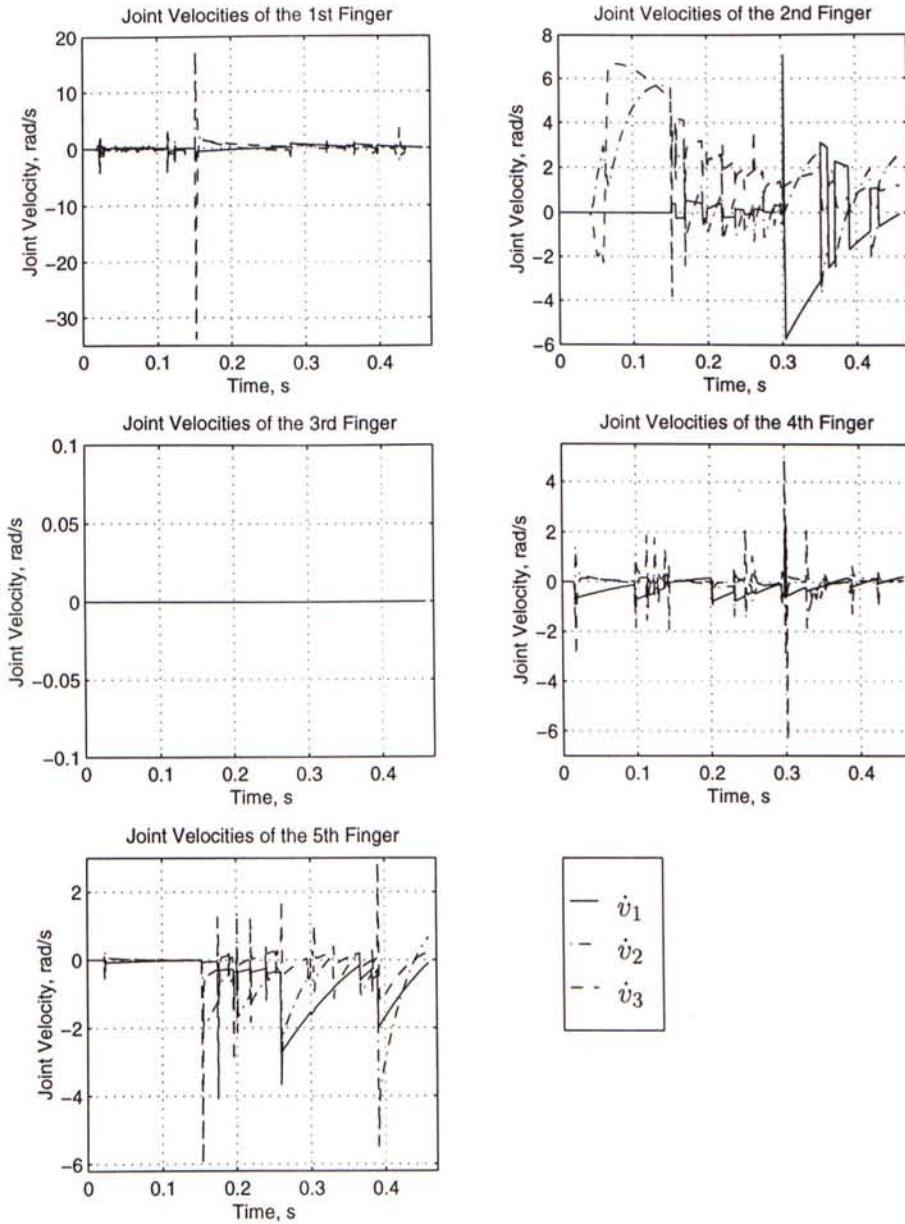 Joint Velocities of the 1st Finger
20
10
0
−10
−20
−30
Joint Velocity, rad/s
0 0.1 0.2 0.3 0.4
Time, s
Joint Velocities of the 2nd Finger
8
6
4
2
0
−2
−4
−6
Joint Velocity, rad/s
0 0.1 0.2 0.3 0.4
Time, s
Joint Velocities of the 3rd Finger
0.1
0.05
0
−0.05
−0.1
Joint Velocity, rad/s
0 0.1 0.2 0.3 0.4
Time, s
Joint Velocities of the 4th Finger
4
2
0
−2
−4
−6
Joint Velocity, rad/s
0 0.1 0.2 0.3 0.4
Time, s
Joint Velocities of the 5th Finger
2
0
−2
−4
−6
Joint Velocity, rad/s
0 0.1 0.2 0.3 0.4
Time, s
v̇₁
v̇₂
v̇₃